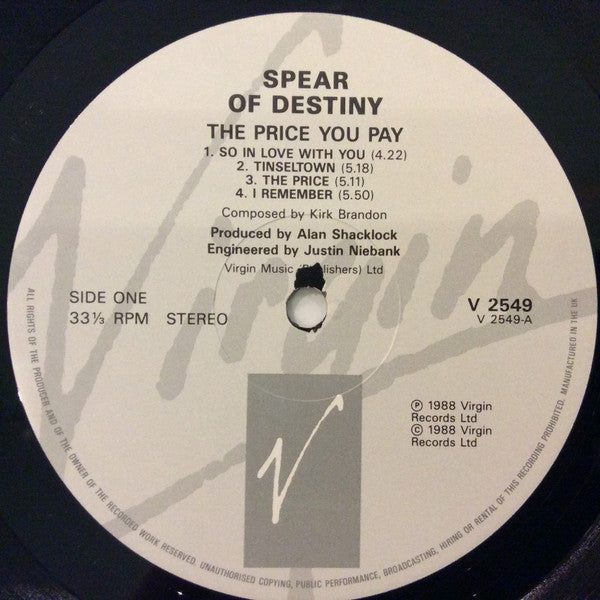 SPEAR
OF DESTINY
THE PRICE YOU PAY
1. SO IN LOVE WITH YOU (4.22)
2. TINSELTOWN (5.18)
3. THE PRICE (5.11)
4. I REMEMBER (5.50)
Composed by Kirk Brandon
Produced by Alan Shacklock
Engineered by Justin Niebank
Virgin Music (Publishers) Ltd
SIDE ONE
33⅓ RPM STEREO
V 2549
V 2549-A
Virgin
℗ 1988 Virgin
Records Ltd
© 1988 Virgin
Records Ltd
V
ALL RIGHTS OF THE PRODUCER AND OF THE OWNER OF THE RECORDED WORK RESERVED. UNAUTHORISED COPYING, PUBLIC PERFORMANCE, BROADCASTING, HIRING OR RENTAL OF THIS RECORDING PROHIBITED. MANUFACTURED IN THE UK